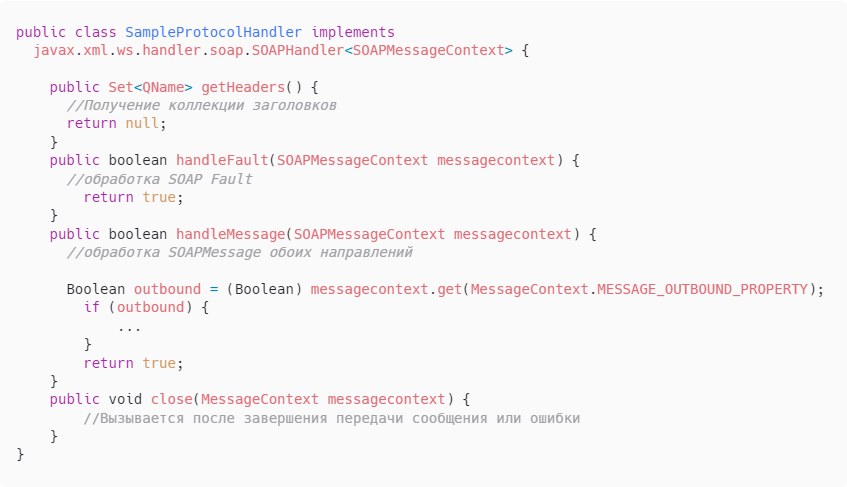 public class SampleProtocolHandler implements
  javax.xml.ws.handler.soap.SOAPHandler<SOAPMessageContext> {

    public Set<QName> getHeaders() {
      //Получение коллекции заголовков
      return null;
    }
    public boolean handleFault(SOAPMessageContext messagecontext) {
      //обработка SOAP Fault
        return true;
    }
    public boolean handleMessage(SOAPMessageContext messagecontext) {
      //обработка SOAPMessage обоих направлений

      Boolean outbound = (Boolean) messagecontext.get(MessageContext.MESSAGE_OUTBOUND_PROPERTY);
        if (outbound) {
            ...
        }
        return true;
    }
    public void close(MessageContext messagecontext) {
        //Вызывается после завершения передачи сообщения или ошибки
    }
}